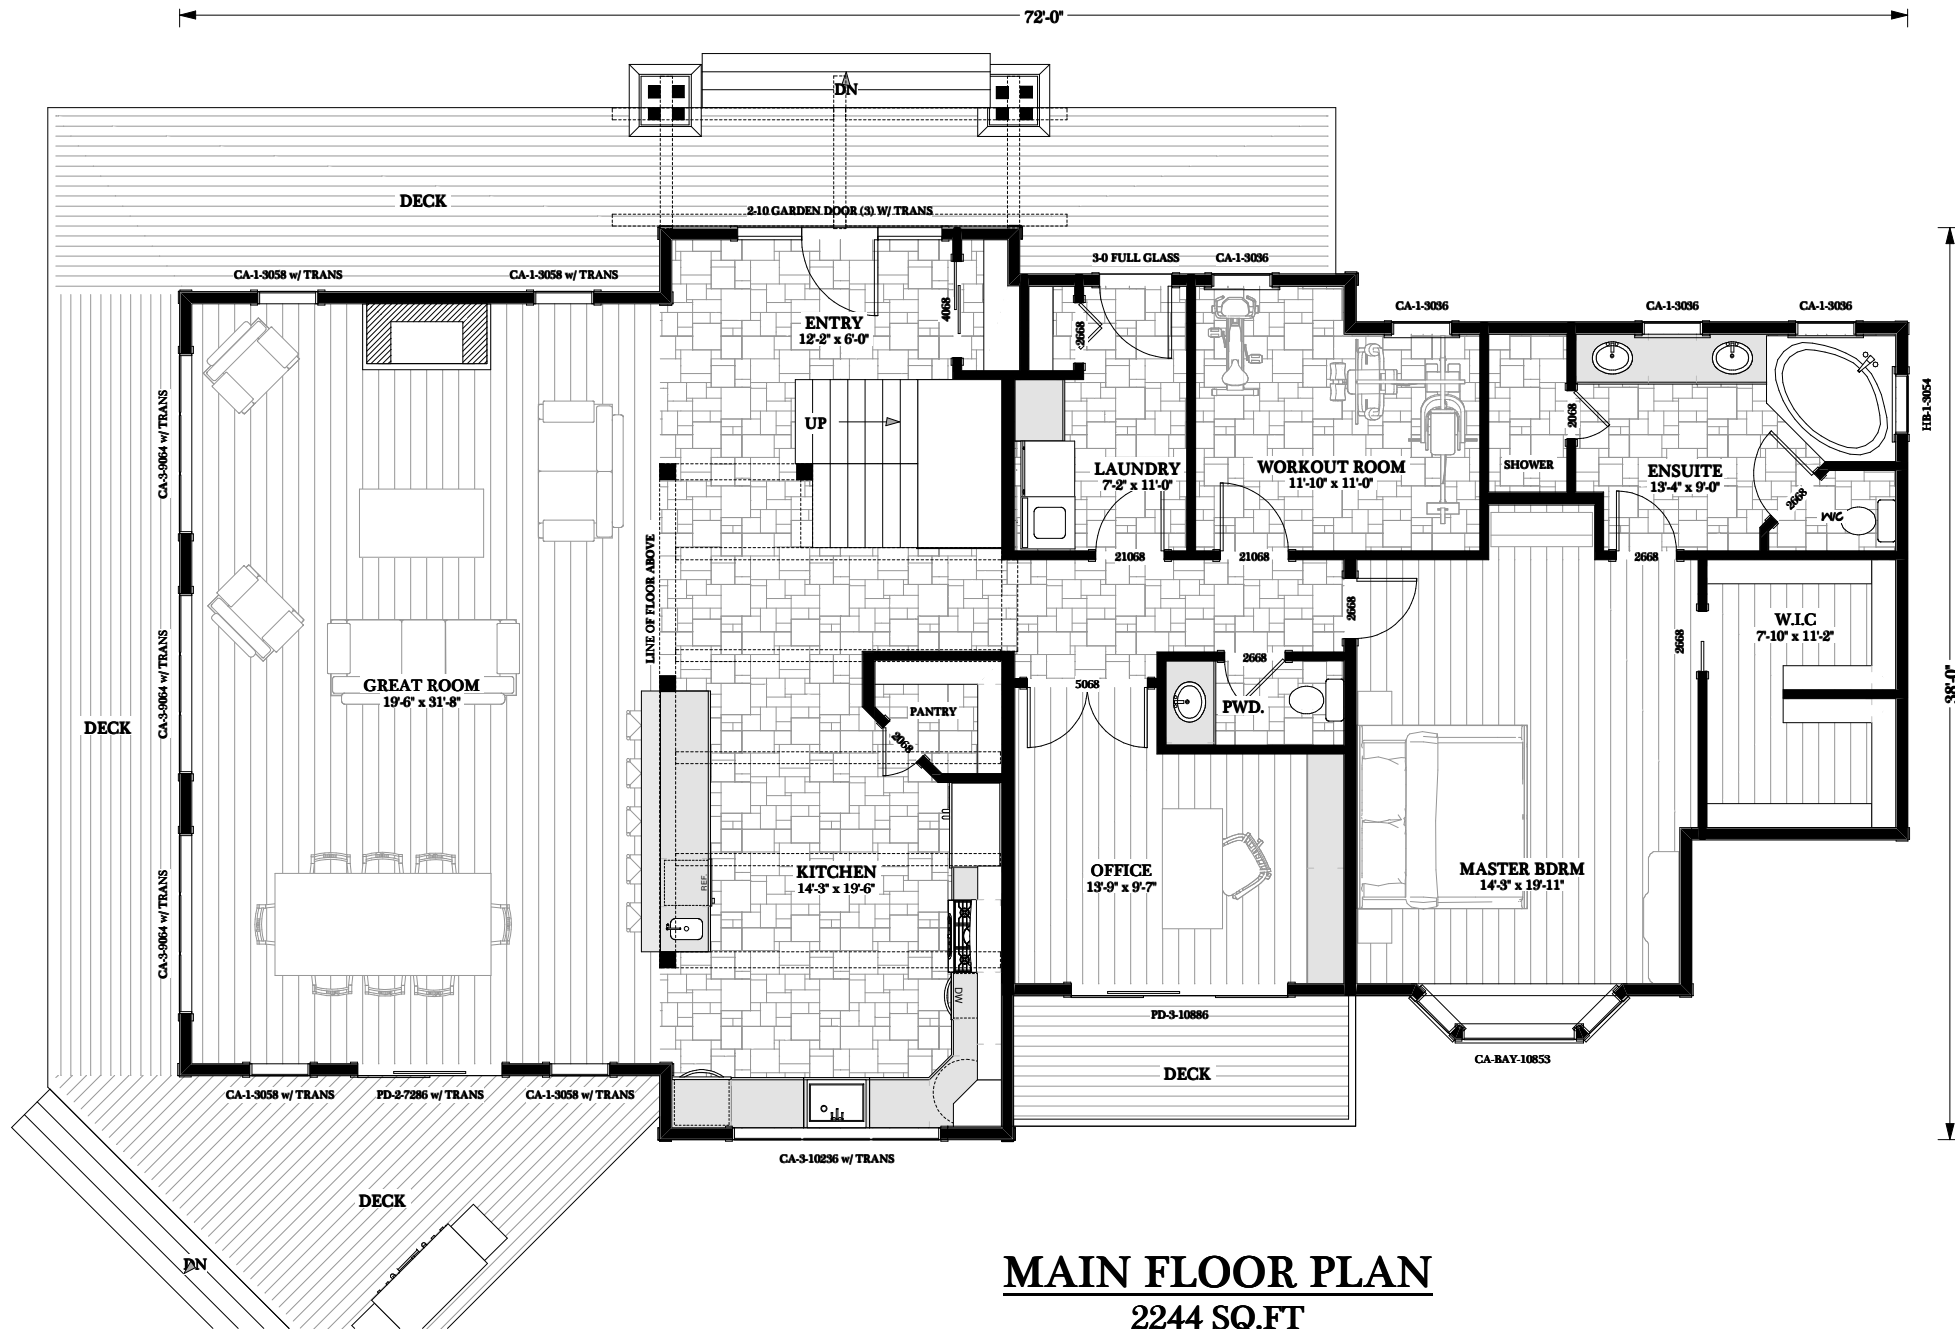 72'-0"
DN
DECK
2-10 GARDEN DOOR (3) W/ TRANS
CA-1-3058 w/ TRANS
CA-1-3058 w/ TRANS
3-0 FULL GLASS
CA-1-3036
CA-1-3036
CA-1-3036
CA-1-3036
4068
ENTRY
12'-2" x 6'-0"
2668
HB-1-3054
CA-3-9064 w/ TRANS
UP
2068
LAUNDRY
7'-2" x 11'-0"
WORKOUT ROOM
11'-10" x 11'-0"
SHOWER
ENSUITE
13'-4" x 9'-0"
2668
W/C
LINE OF FLOOR ABOVE
21068
21068
2668
2668
2668
W.I.C
7'-10" x 11'-2"
CA-3-9064 w/ TRANS
GREAT ROOM
19'-6" x 31'-8"
2668
5068
PWD.
PANTRY
2068
38'-0"
DECK
CA-3-9064 w/ TRANS
REF.
KITCHEN
14'-3" x 19'-6"
OFFICE
13'-9" x 9'-7"
MASTER BDRM
14'-3" x 19'-11"
DW
PD-3-10886
CA-BAY-10853
DECK
CA-1-3058 w/ TRANS
PD-2-7286 w/ TRANS
CA-1-3058 w/ TRANS
CA-3-10236 w/ TRANS
DECK
DN
MAIN FLOOR PLAN
2244 SQ.FT